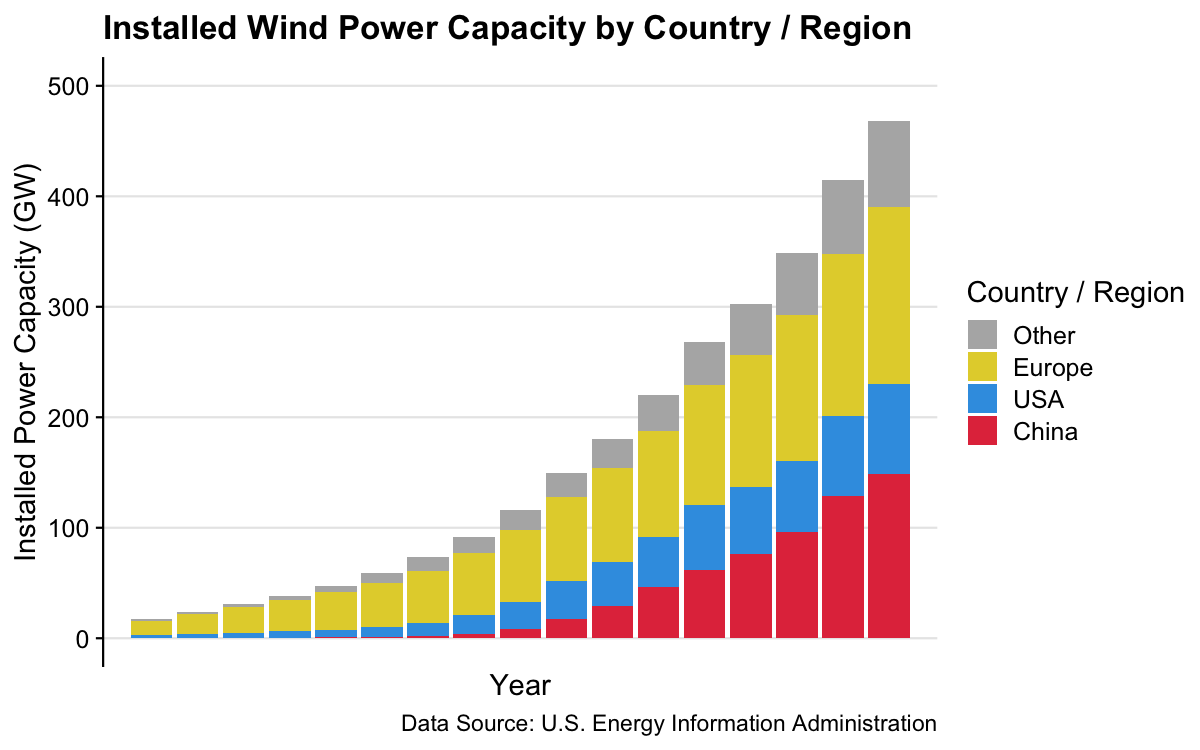 Installed Wind Power Capacity by Country / Region
Installed Power Capacity (GW)
500
400
300
200
100
0
Year
Country / Region
Other
Europe
USA
China
Data Source: U.S. Energy Information Administration